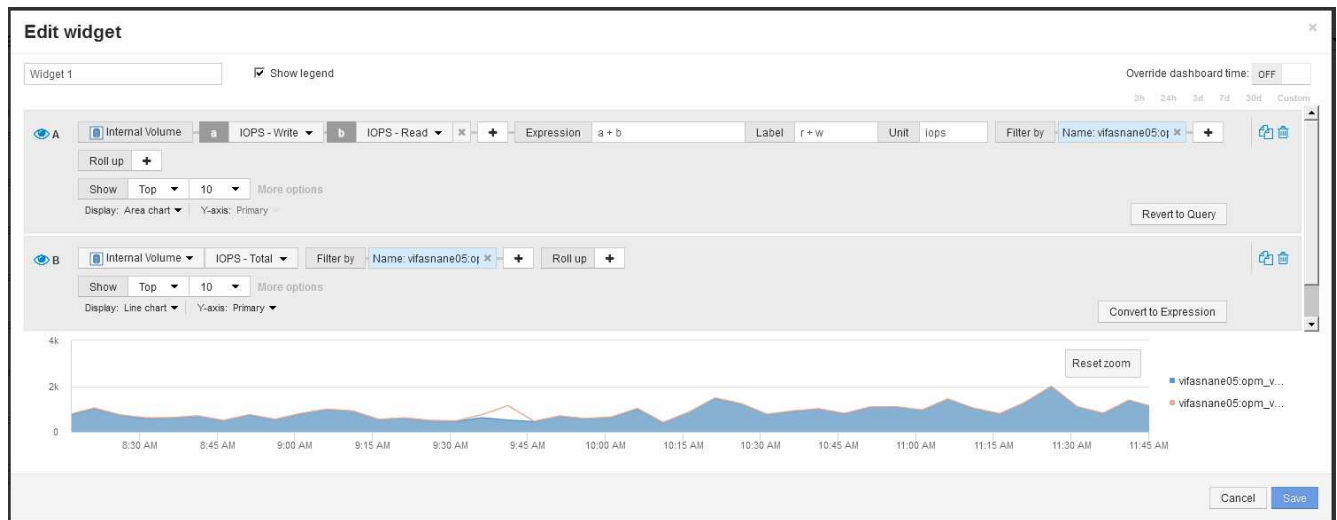 Edit widget
×
Widget 1
Show legend
Override dashboard time: OFF
3h 24h 3d 7d 30d Custom
A Internal Volume a IOPS - Write b IOPS - Read × + Expression a + b Label r + w Unit iops Filter by Name: vifasnane05:op × +
Roll up +
Show Top 10 More options
Display: Area chart Y-axis: Primary
Revert to Query
B Internal Volume IOPS - Total Filter by Name: vifasnane05:op × + Roll up +
Show Top 10 More options
Display: Line chart Y-axis: Primary
Convert to Expression
4k
Reset zoom
2k
vifasnane05:opm_v...
vifasnane05:opm_v...
0
8:30 AM 8:45 AM 9:00 AM 9:15 AM 9:30 AM 9:45 AM 10:00 AM 10:15 AM 10:30 AM 10:45 AM 11:00 AM 11:15 AM 11:30 AM 11:45 AM
Cancel Save